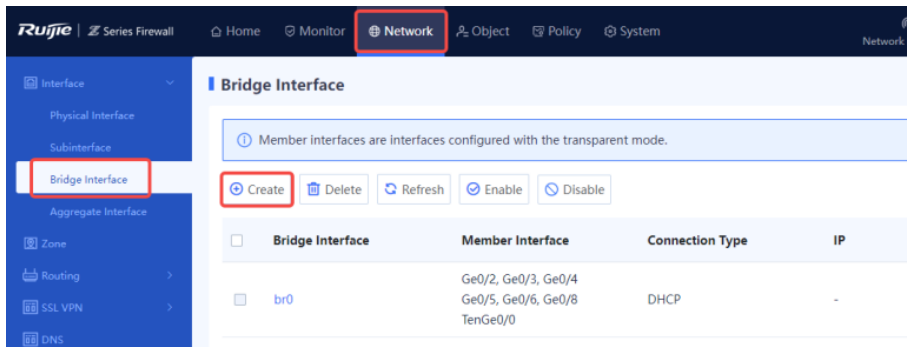 Ruijie | Z Series Firewall
Home
Monitor
Network
Object
Policy
System
Network
Interface
Physical Interface
Subinterface
Bridge Interface
Aggregate Interface
Zone
Routing
SSL VPN
DNS
Bridge Interface
Member interfaces are interfaces configured with the transparent mode.
Create
Delete
Refresh
Enable
Disable
Bridge Interface
Member Interface
Connection Type
IP
br0
Ge0/2, Ge0/3, Ge0/4
Ge0/5, Ge0/6, Ge0/8
TenGe0/0
DHCP
-